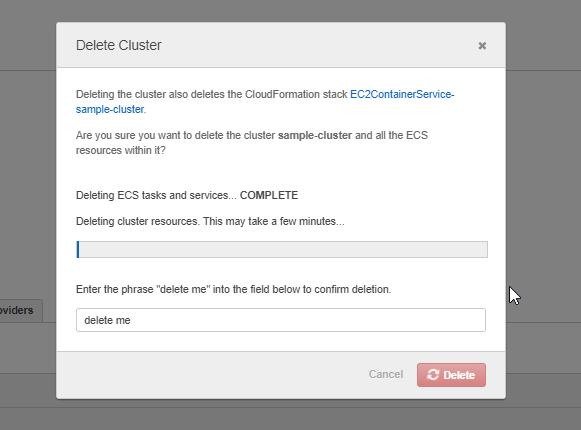 Delete Cluster
Deleting the cluster also deletes the CloudFormation stack EC2ContainerService-
sample-cluster.
Are you sure you want to delete the cluster sample-cluster and all the ECS
resources within it?
Deleting ECS tasks and services... COMPLETE
Deleting cluster resources. This may take a few minutes...
Enter the phrase "delete me" into the field below to confirm deletion.
oviders
delete me
Cancel
Delete